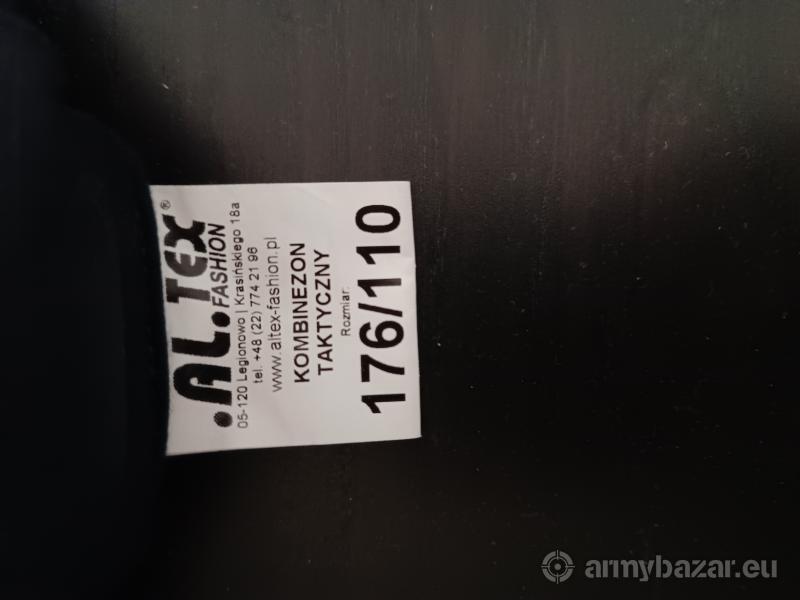 .AL.TEX®
FASHION
05-120 Legionowo | Krasińskiego 18a
tel. +48 (22) 774 21 96
www.altex-fashion.pl
KOMBINEZON
TAKTYCZNY
Rozmiar:
176/110
armybazar.eu